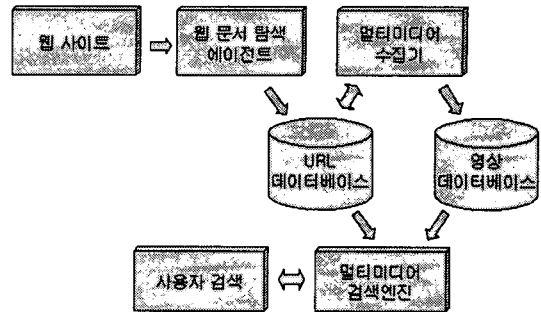 웹 사이트
웹 문서 탐색
에이전트
멀티미디어
수집기
URL
데이터베이스
영상
데이터베이스
사용자 검색
멀티미디어
검색엔진